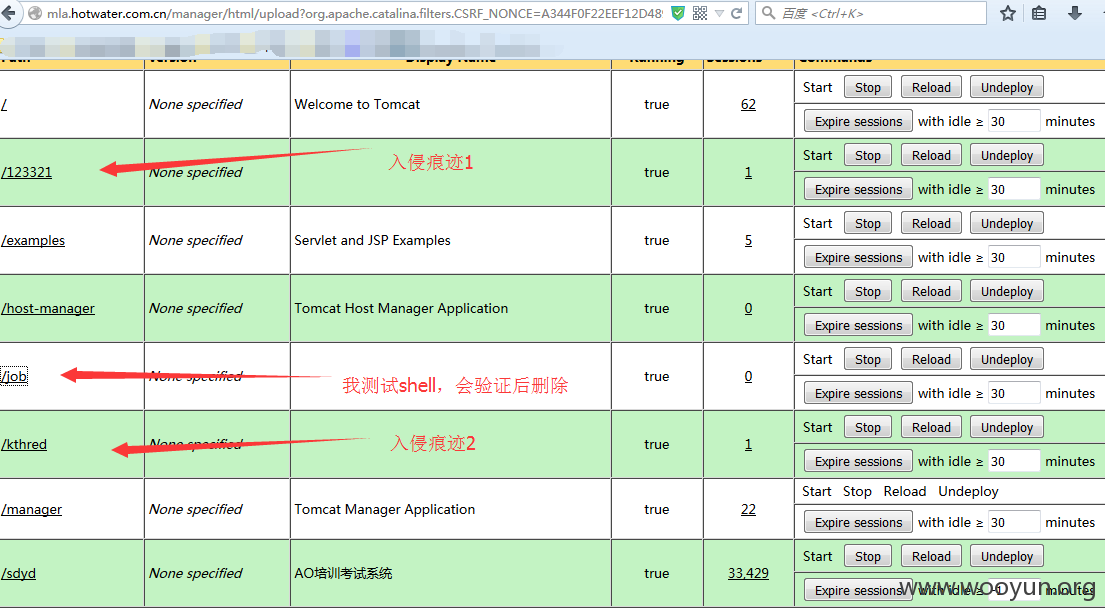 mla.hotwater.com.cn/manager/html/upload?org.apache.catalina.filters.CSRF_NONCE=A344F0F22EEF12D48 百度 <Ctrl+K>
Path Version Display Name Running Sessions Commands
/ None specified Welcome to Tomcat true 62 Start Stop Reload Undeploy
Expire sessions with idle ≥ 30 minutes
/123321 None specified true 1 Start Stop Reload Undeploy
入侵痕迹1
Expire sessions with idle ≥ 30 minutes
/examples None specified Servlet and JSP Examples true 5 Start Stop Reload Undeploy
Expire sessions with idle ≥ 30 minutes
/host-manager None specified Tomcat Host Manager Application true 0 Start Stop Reload Undeploy
Expire sessions with idle ≥ 30 minutes
/job None specified true 0 Start Stop Reload Undeploy
我测试shell，会验证后删除
Expire sessions with idle ≥ 30 minutes
/kthred None specified true 1 Start Stop Reload Undeploy
入侵痕迹2
Expire sessions with idle ≥ 30 minutes
/manager None specified Tomcat Manager Application true 22 Start Stop Reload Undeploy
Expire sessions with idle ≥ 30 minutes
/sdyd None specified AO培训考试系统 true 33,429 Start Stop Reload Undeploy
Expire sessions with idle ≥ -1 minutes
www.wooyun.org